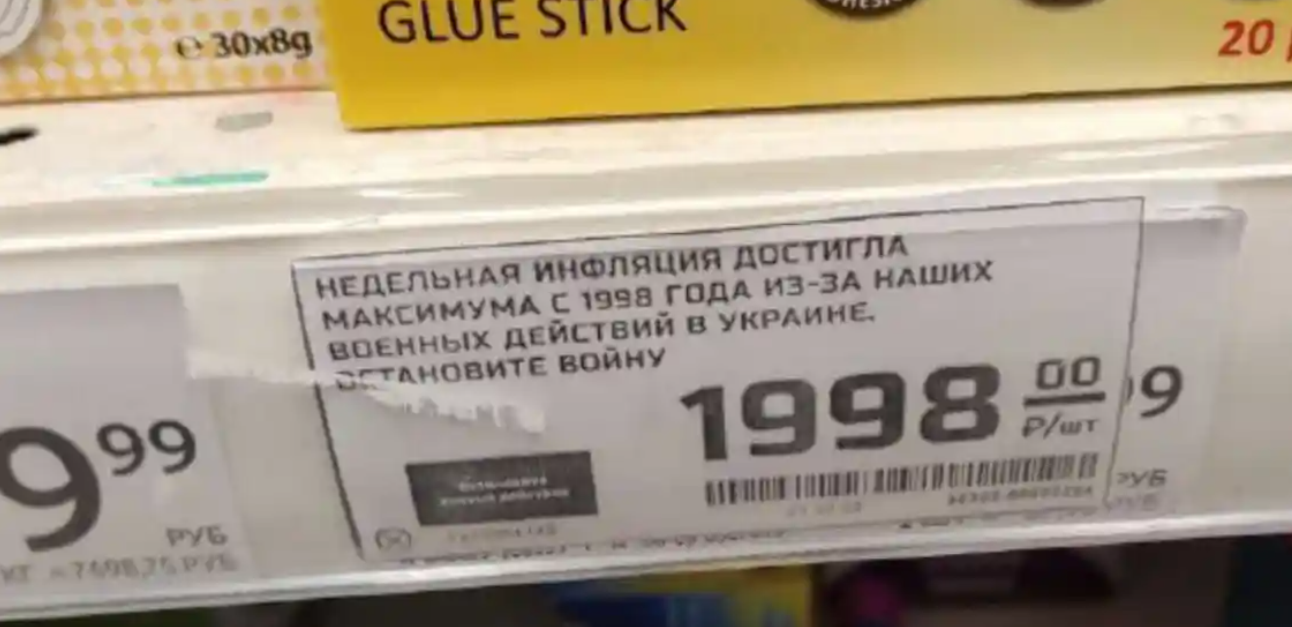 ℮ 30x8g
GLUE STICK
20
НЕДЕЛЬНАЯ ИНФЛЯЦИЯ ДОСТИГЛА
МАКСИМУМА С 1998 ГОДА ИЗ-ЗА НАШИХ
ВОЕННЫХ ДЕЙСТВИЙ В УКРАИНЕ.
ОСТАНОВИТЕ ВОЙНУ
1998 00
₽/шт
9 99
РУБ
9
РУБ